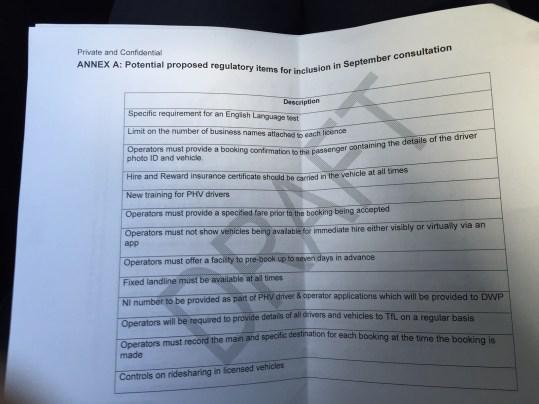 Private and Confidential
ANNEX A: Potential proposed regulatory items for inclusion in September consultation
Description
Specific requirement for an English Language test
Limit on the number of business names attached to each licence
Operators must provide a booking confirmation to the passenger containing the details of the driver
photo ID and vehicle.
Hire and Reward insurance certificate should be carried in the vehicle at all times
New training for PHV drivers
Operators must provide a specified fare prior to the booking being accepted
Operators must not show vehicles being available for immediate hire either visibly or virtually via an
app
Operators must offer a facility to pre-book up to seven days in advance
Fixed landline must be available at all times
NI number to be provided as part of PHV driver & operator applications which will be provided to DWP
Operators will be required to provide details of all drivers and vehicles to TfL on a regular basis
Operators must record the main and specific destination for each booking at the time the booking is
made
Controls on ridesharing in licensed vehicles
DRAFT